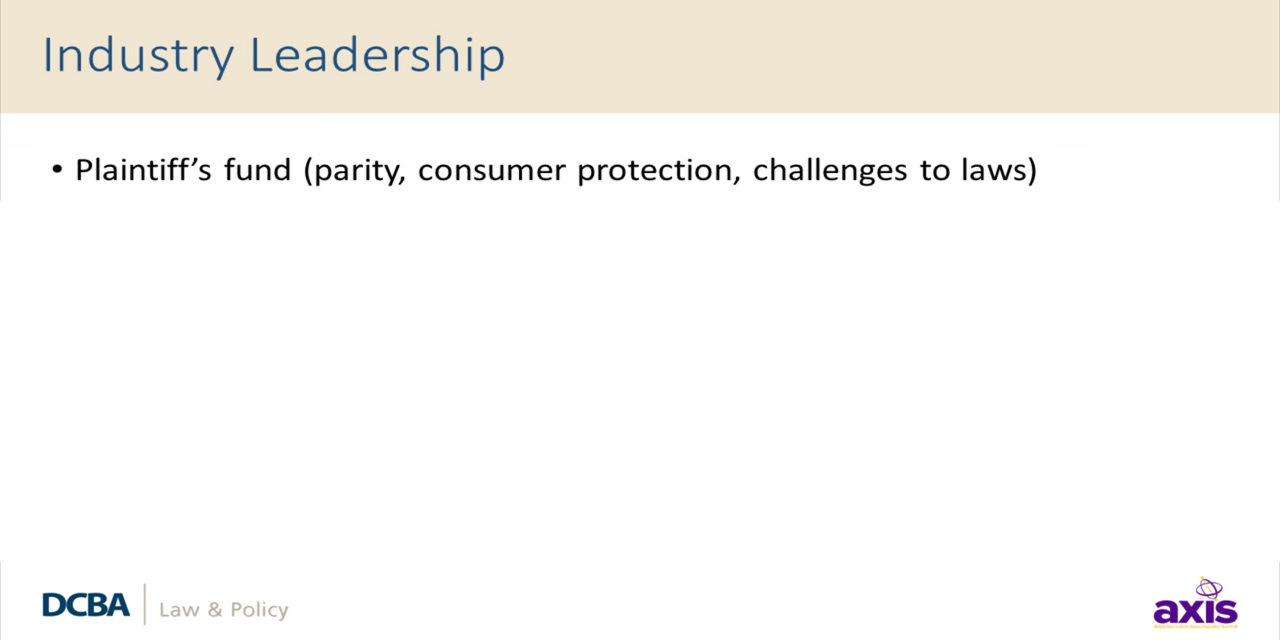 Industry Leadership
• Plaintiff’s fund (parity, consumer protection, challenges to laws)
DCBA Law & Policy
axis